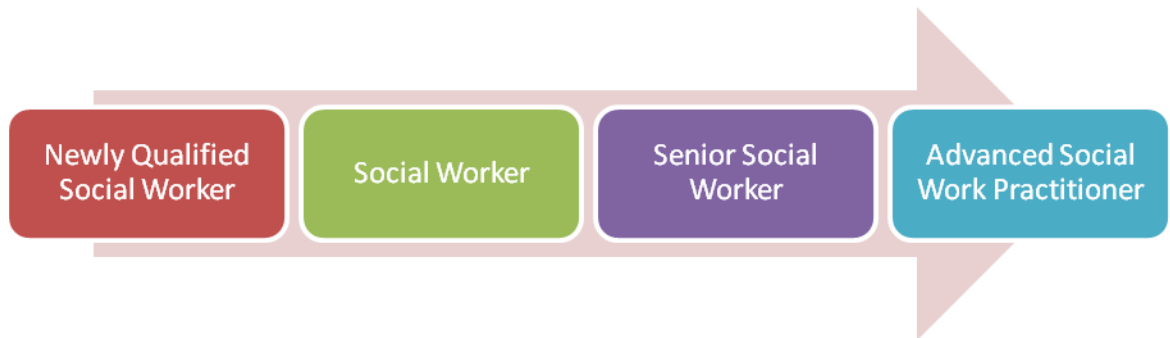 Newly Qualified
Social Worker
Social Worker
Senior Social
Worker
Advanced Social
Work Practitioner